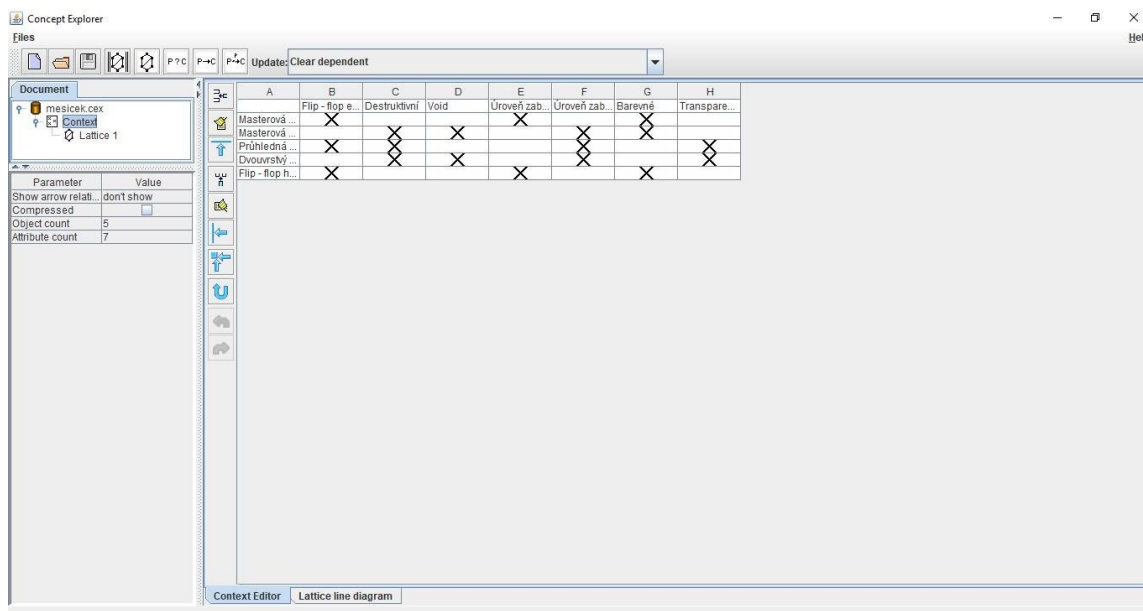 Concept Explorer
Files
Hel
P?C P→C P→C Update: Clear dependent
Document
mesicek.cex
Context
Lattice 1
Parameter Value
Show arrow relati... don't show
Compressed
Object count 5
Attribute count 7
A B C D E F G H
Flip - flop e... Destruktivní Void Úroveň zab... Úroveň zab... Barevné Transpare...
Masterová ... X X X
Masterová ... X X X X
Průhledná ... X X X X
Dvouvrstvý ... X X X X
Flip - flop h... X X X
Context Editor Lattice line diagram